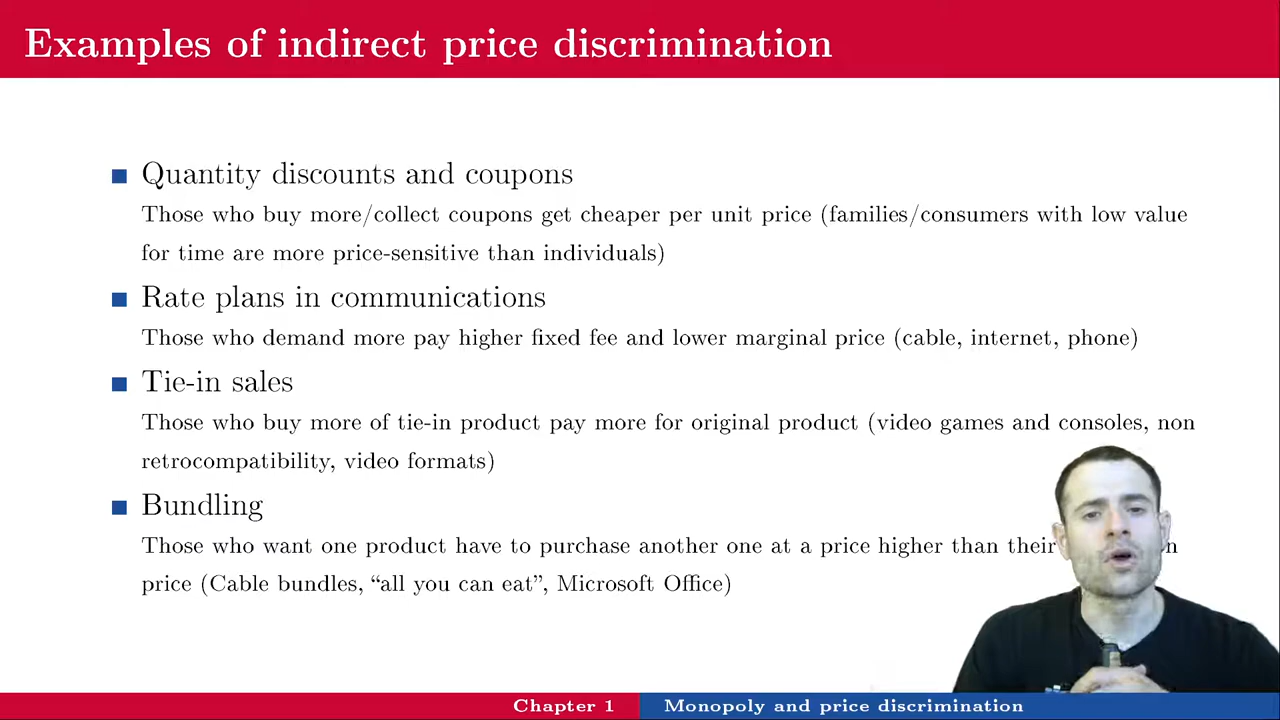 Examples of indirect price discrimination
Quantity discounts and coupons
Those who buy more/collect coupons get cheaper per unit price (families/consumers with low value
for time are more price-sensitive than individuals)
Rate plans in communications
Those who demand more pay higher fixed fee and lower marginal price (cable, internet, phone)
Tie-in sales
Those who buy more of tie-in product pay more for original product (video games and consoles, non
retrocompatibility, video formats)
Bundling
Those who want one product have to purchase another one at a price higher than their
price (Cable bundles, “all you can eat”, Microsoft Office)
Chapter 1 Monopoly and price discrimination